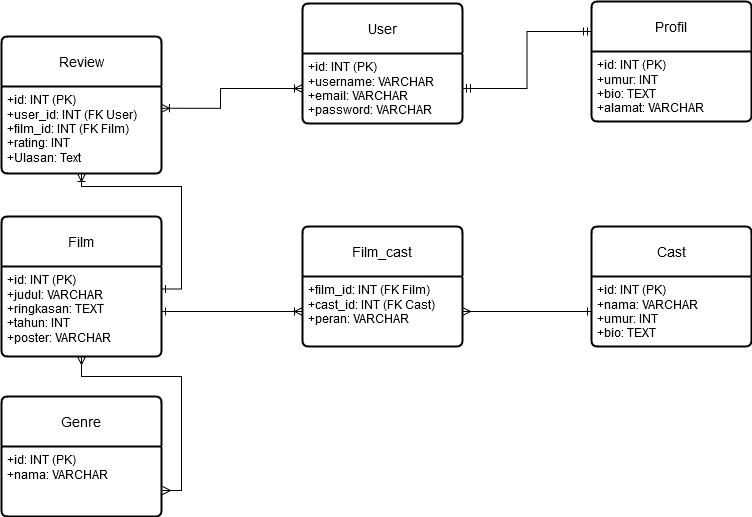 User
+id: INT (PK)
+username: VARCHAR
+email: VARCHAR
+password: VARCHAR
Profil
+id: INT (PK)
+umur: INT
+bio: TEXT
+alamat: VARCHAR
Review
+id: INT (PK)
+user_id: INT (FK User)
+film_id: INT (FK Film)
+rating: INT
+Ulasan: Text
Film
+id: INT (PK)
+judul: VARCHAR
+ringkasan: TEXT
+tahun: INT
+poster: VARCHAR
Film_cast
+film_id: INT (FK Film)
+cast_id: INT (FK Cast)
+peran: VARCHAR
Cast
+id: INT (PK)
+nama: VARCHAR
+umur: INT
+bio: TEXT
Genre
+id: INT (PK)
+nama: VARCHAR